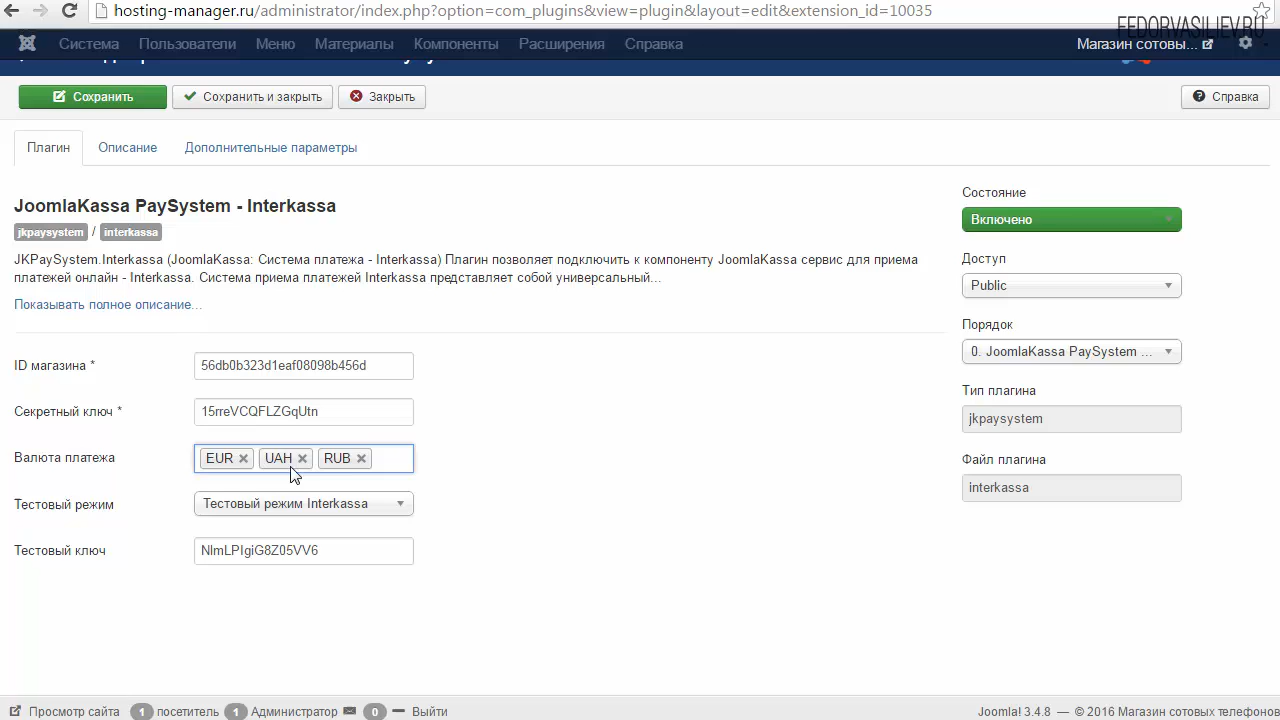 hosting-manager.ru/administrator/index.php?option=com_plugins&view=plugin&layout=edit&extension_id=10035
FEDORVASILIEV.RU
Система Пользователи Меню Материалы Компоненты Расширения Справка Магазин сотовы...
Сохранить Сохранить и закрыть Закрыть Справка
Плагин Описание Дополнительные параметры
JoomlaKassa PaySystem - Interkassa
jkpaysystem / interkassa
JKPaySystem.Interkassa (JoomlaKassa: Система платежа - Interkassa) Плагин позволяет подключить к компоненту JoomlaKassa сервис для приема
платежей онлайн - Interkassa. Система приема платежей Interkassa представляет собой универсальный...
Показывать полное описание...
ID магазина * 56db0b323d1eaf08098b456d
Секретный ключ * 15rreVCQFLZGqUtn
Валюта платежа EUR UAH RUB
Тестовый режим Тестовый режим Interkassa
Тестовый ключ NlmLPIgiG8Z05VV6
Состояние
Включено
Доступ
Public
Порядок
0. JoomlaKassa PaySystem ...
Тип плагина
jkpaysystem
Файл плагина
interkassa
Просмотр сайта 1 посетитель 1 Администратор 0 Выйти Joomla! 3.4.8 — © 2016 Магазин сотовых телефонов